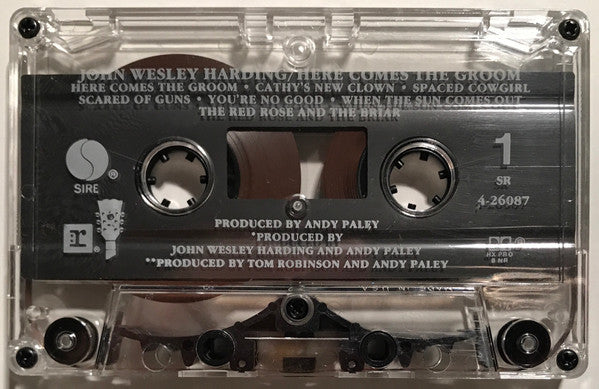 JOHN WESLEY HARDING/HERE COMES THE GROOM
HERE COMES THE GROOM • CATHY'S NEW CLOWN • SPACED COWGIRL
SCARED OF GUNS • YOU'RE NO GOOD • WHEN THE SUN COMES OUT
THE RED ROSE AND THE BRIAR
SIRE ®
1
SR
4-26087
PRODUCED BY ANDY PALEY
*PRODUCED BY
JOHN WESLEY HARDING AND ANDY PALEY
**PRODUCED BY TOM ROBINSON AND ANDY PALEY
HX PRO
B NR